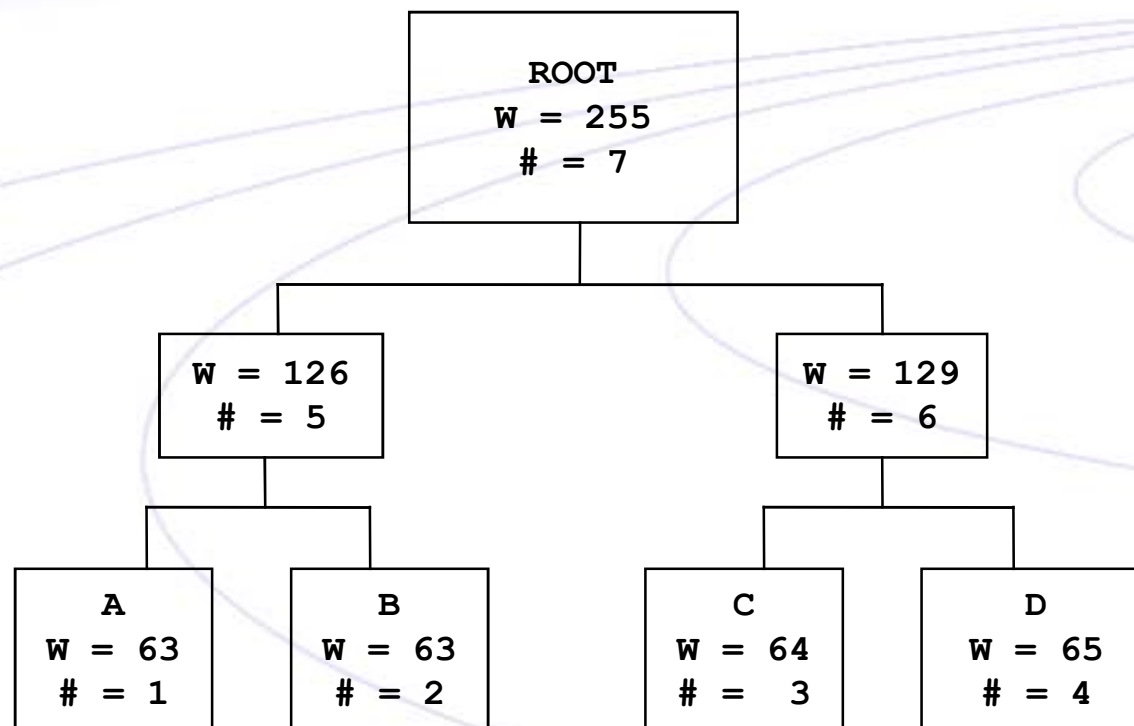 ROOT
W = 255
# = 7
W = 126
# = 5
W = 129
# = 6
A
W = 63
# = 1
B
W = 63
# = 2
C
W = 64
# = 3
D
W = 65
# = 4